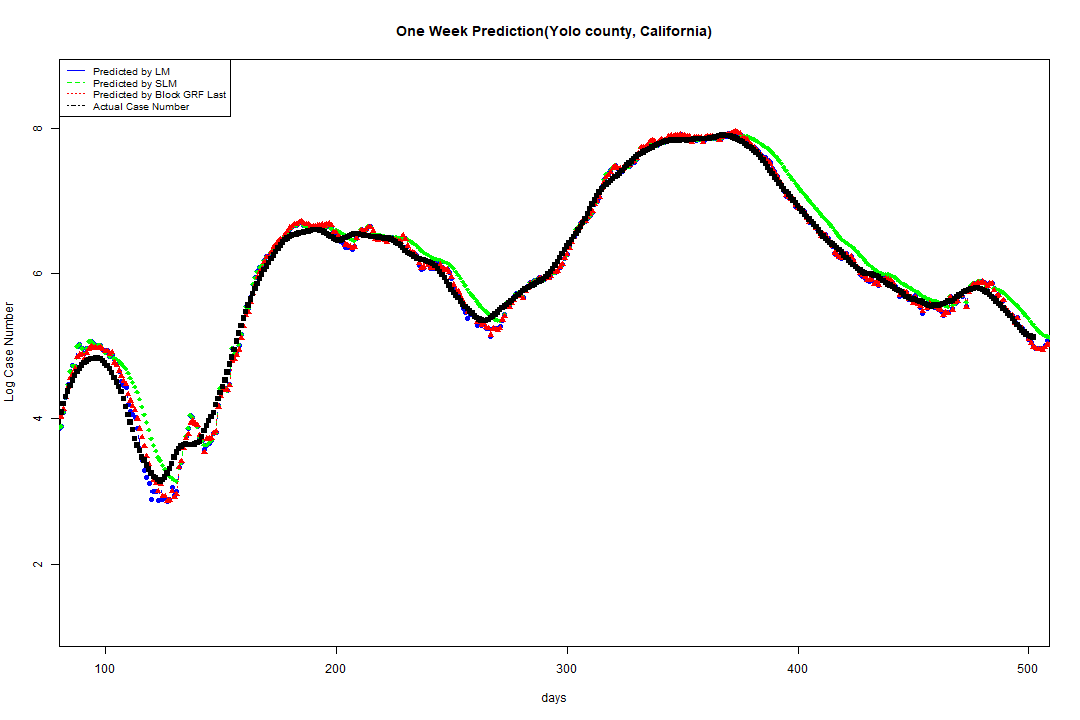 One Week Prediction(Yolo county, California)
Predicted by LM
Predicted by SLM
Predicted by Block GRF Last
Actual Case Number
8
6
4
2
Log Case Number
100 200 300 400 500
days